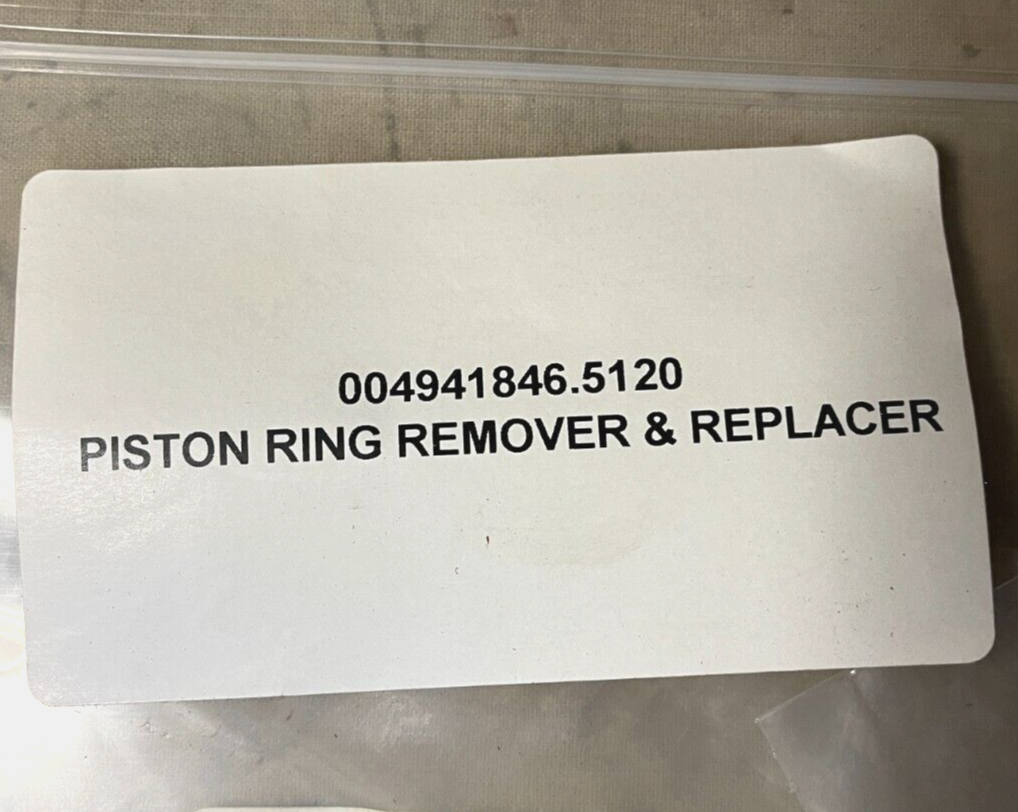 004941846.5120
PISTON RING REMOVER & REPLACER